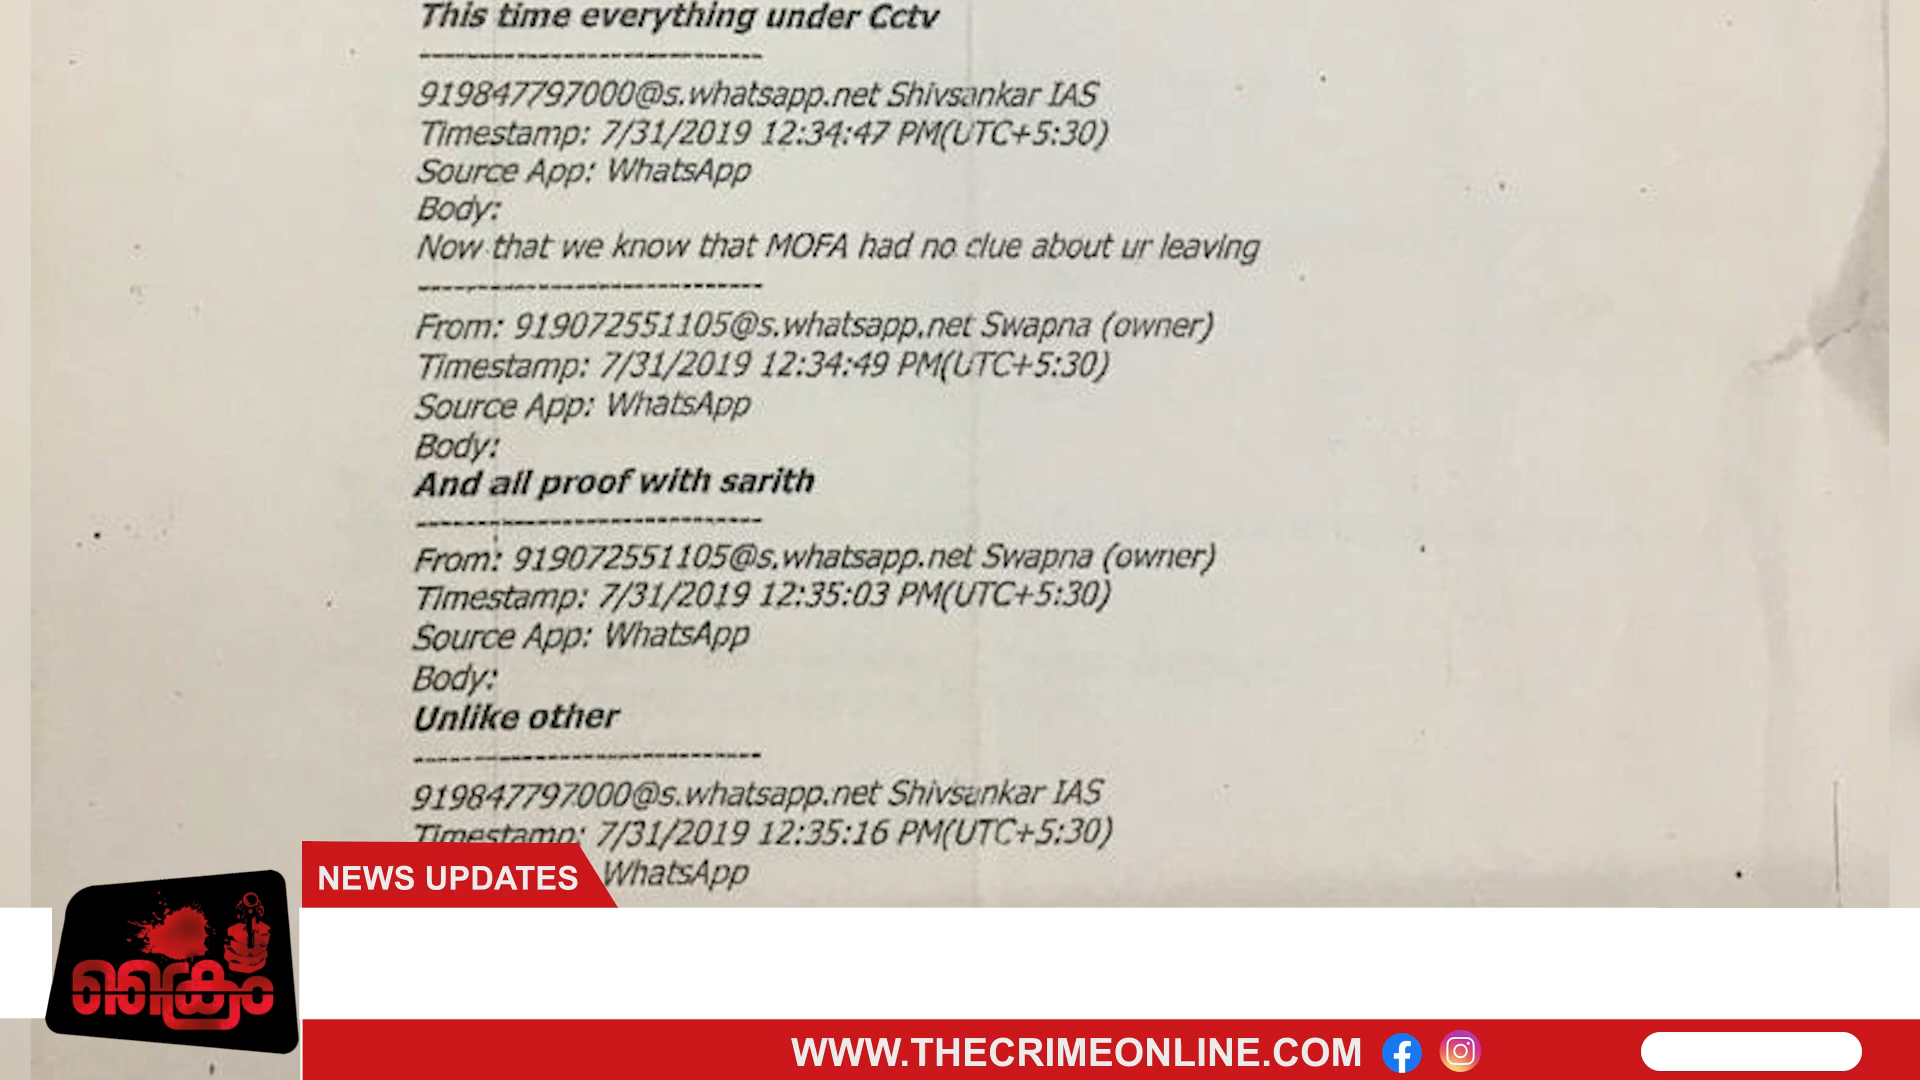 This time everything under Cctv
----------------------------
919847797000@s.whatsapp.net Shivsankar IAS
Timestamp: 7/31/2019 12:34:47 PM(UTC+5:30)
Source App: WhatsApp
Body:
Now that we know that MOFA had no clue about ur leaving
----------------------------
From: 919072551105@s.whatsapp.net Swapna (owner)
Timestamp: 7/31/2019 12:34:49 PM(UTC+5:30)
Source App: WhatsApp
Body:
And all proof with sarith
----------------------------
From: 919072551105@s.whatsapp.net Swapna (owner)
Timestamp: 7/31/2019 12:35:03 PM(UTC+5:30)
Source App: WhatsApp
Body:
Unlike other
----------------------------
919847797000@s.whatsapp.net Shivsankar IAS
Timestamp: 7/31/2019 12:35:16 PM(UTC+5:30)
WhatsApp
NEWS UPDATES
ക്രൈം
WWW.THECRIMEONLINE.COM